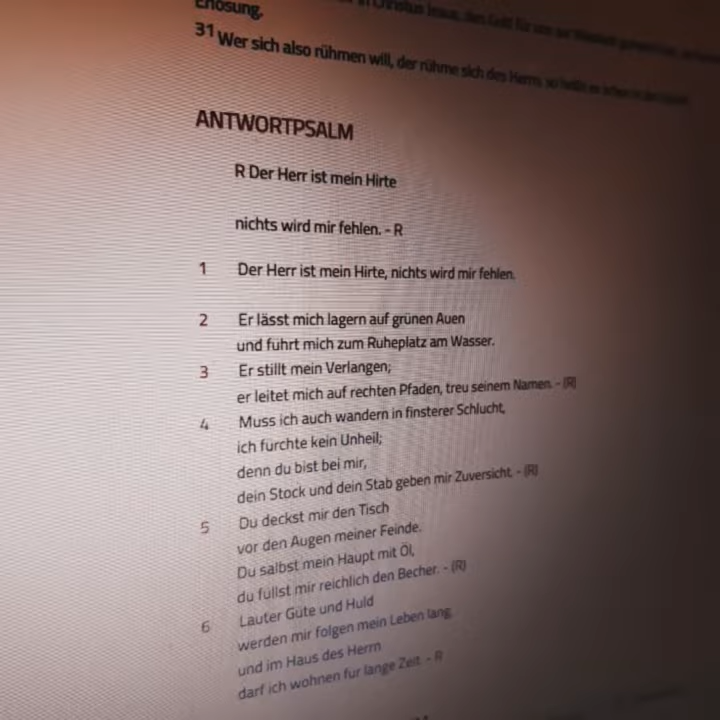 Erlösung.
31 Wer sich also rühmen will, der rühme sich des Herrn; so heißt es schon in der
ANTWORTPSALM
R Der Herr ist mein Hirte
nichts wird mir fehlen. - R
1 Der Herr ist mein Hirte, nichts wird mir fehlen.
2 Er lässt mich lagern auf grünen Auen
und führt mich zum Ruheplatz am Wasser.
3 Er stillt mein Verlangen;
er leitet mich auf rechten Pfaden, treu seinem Namen. - (R)
4 Muss ich auch wandern in finsterer Schlucht,
ich fürchte kein Unheil;
denn du bist bei mir,
dein Stock und dein Stab geben mir Zuversicht. - (R)
5 Du deckst mir den Tisch
vor den Augen meiner Feinde.
Du salbst mein Haupt mit Öl,
du füllst mir reichlich den Becher. - (R)
6 Lauter Güte und Huld
werden mir folgen mein Leben lang,
und im Haus des Herrn
darf ich wohnen für lange Zeit. - R